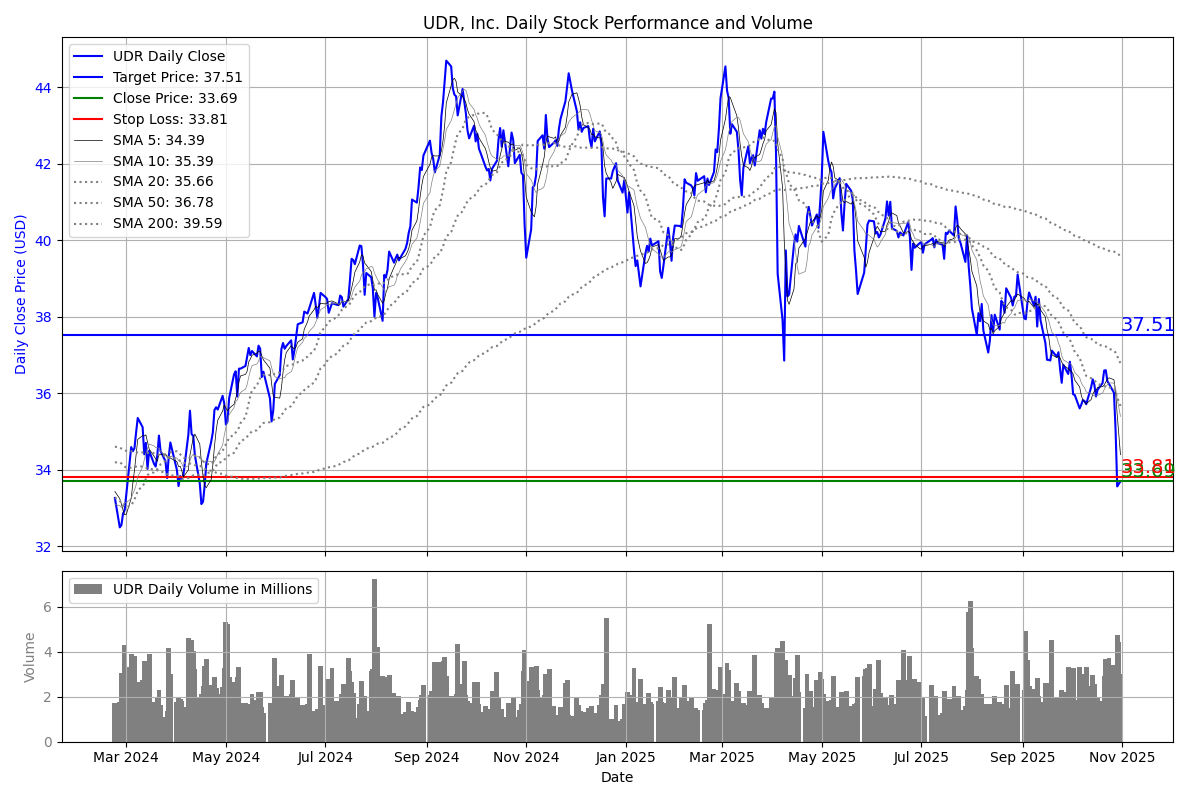 UDR, Inc. Daily Stock Performance and Volume
UDR Daily Close
Target Price: 37.51
Close Price: 33.69
Stop Loss: 33.81
SMA 5: 34.39
SMA 10: 35.39
SMA 20: 35.66
SMA 50: 36.78
SMA 200: 39.59
Daily Close Price (USD)
44
42
40
38
36
34
32
37.51
33.81
33.69
UDR Daily Volume in Millions
Volume
6
4
2
0
Mar 2024 May 2024 Jul 2024 Sep 2024 Nov 2024 Jan 2025 Mar 2025 May 2025 Jul 2025 Sep 2025 Nov 2025
Date